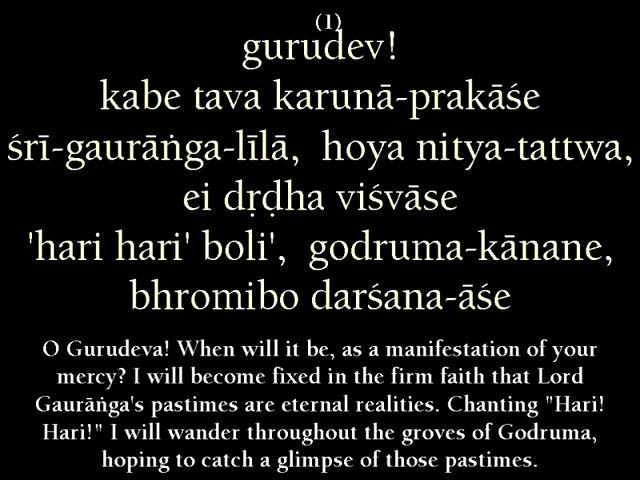 (1)
gurudev!
kabe tava karunā-prakāśe
śrī-gaurāṅga-līlā, hoya nitya-tattwa,
ei dṛḍha viśvāse
'hari hari' boli', godruma-kānane,
bhromibo darśana-āśe
O Gurudeva! When will it be, as a manifestation of your
mercy? I will become fixed in the firm faith that Lord
Gaurāṅga's pastimes are eternal realities. Chanting "Hari!
Hari!" I will wander throughout the groves of Godruma,
hoping to catch a glimpse of those pastimes.